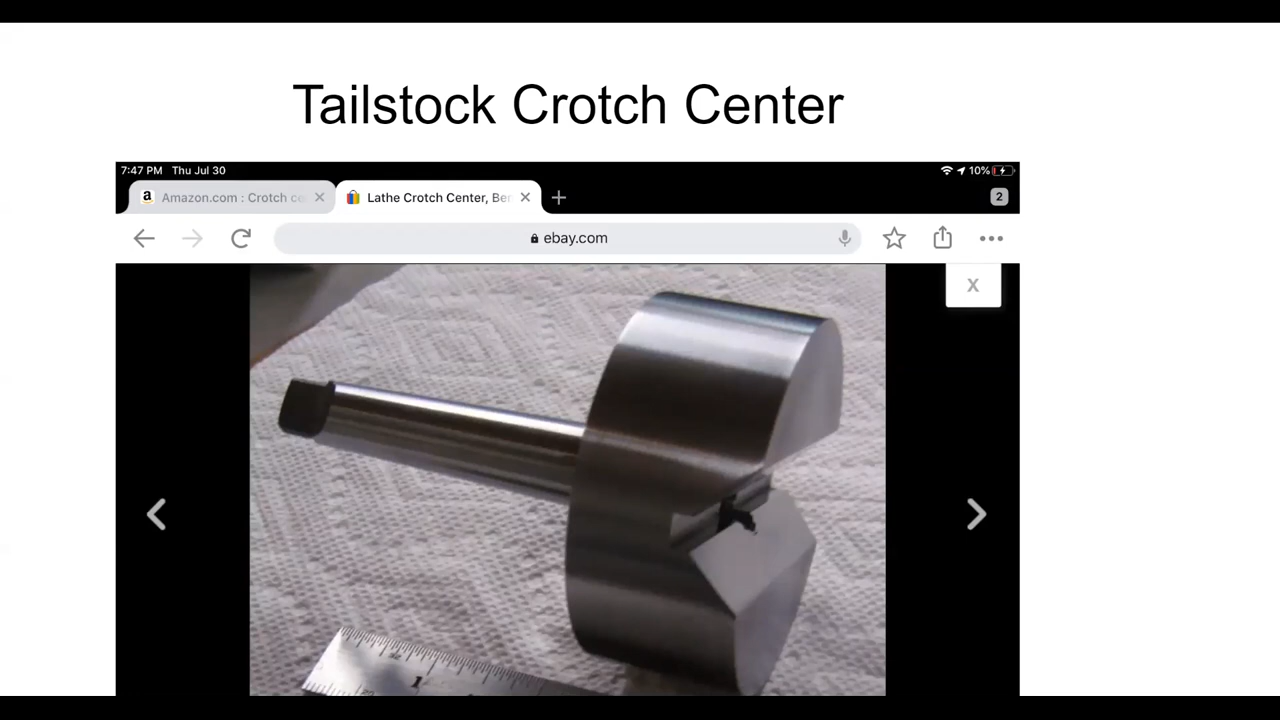 Tailstock Crotch Center
7:47 PM Thu Jul 30
10%
a Amazon.com : Crotch ce
Lathe Crotch Center, Ber
2
ebay.com
X
1